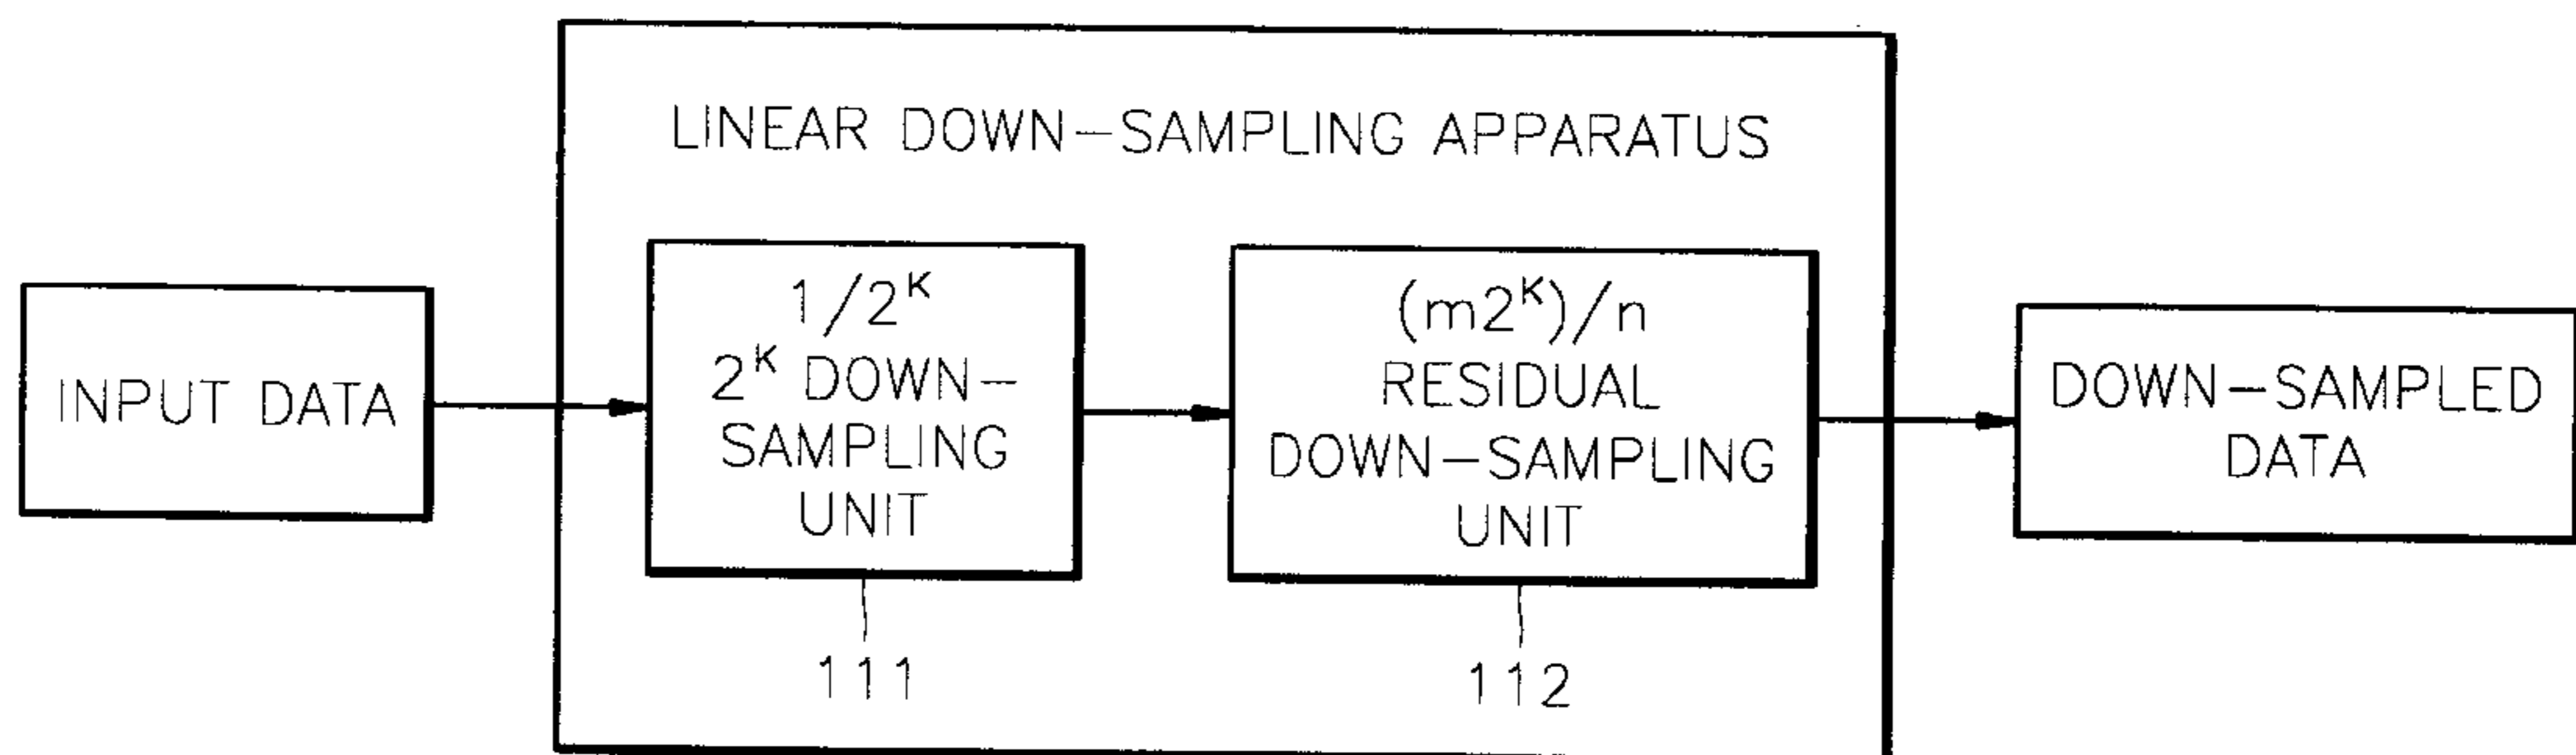 LINEAR DOWN-SAMPLING APPARATUS
INPUT DATA
1/2^K
2^K DOWN-
SAMPLING
UNIT
(m2^K)/n
RESIDUAL
DOWN-SAMPLING
UNIT
DOWN-SAMPLED
DATA
111
112